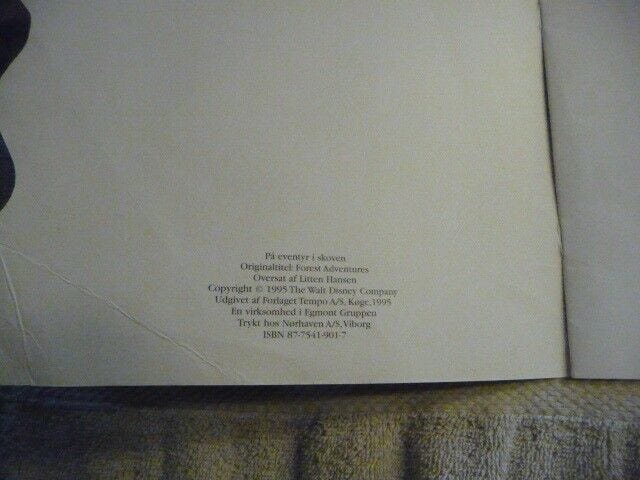 På eventyr i skoven
Originaltitel: Forest Adventures
Oversat af Litten Hansen
Copyright © 1995 The Walt Disney Company
Udgivet af Forlaget Tempo A/S, Køge, 1995
En virksomhed i Egmont Gruppen
Trykt hos Nørhaven A/S, Viborg
ISBN 87-7541-901-7